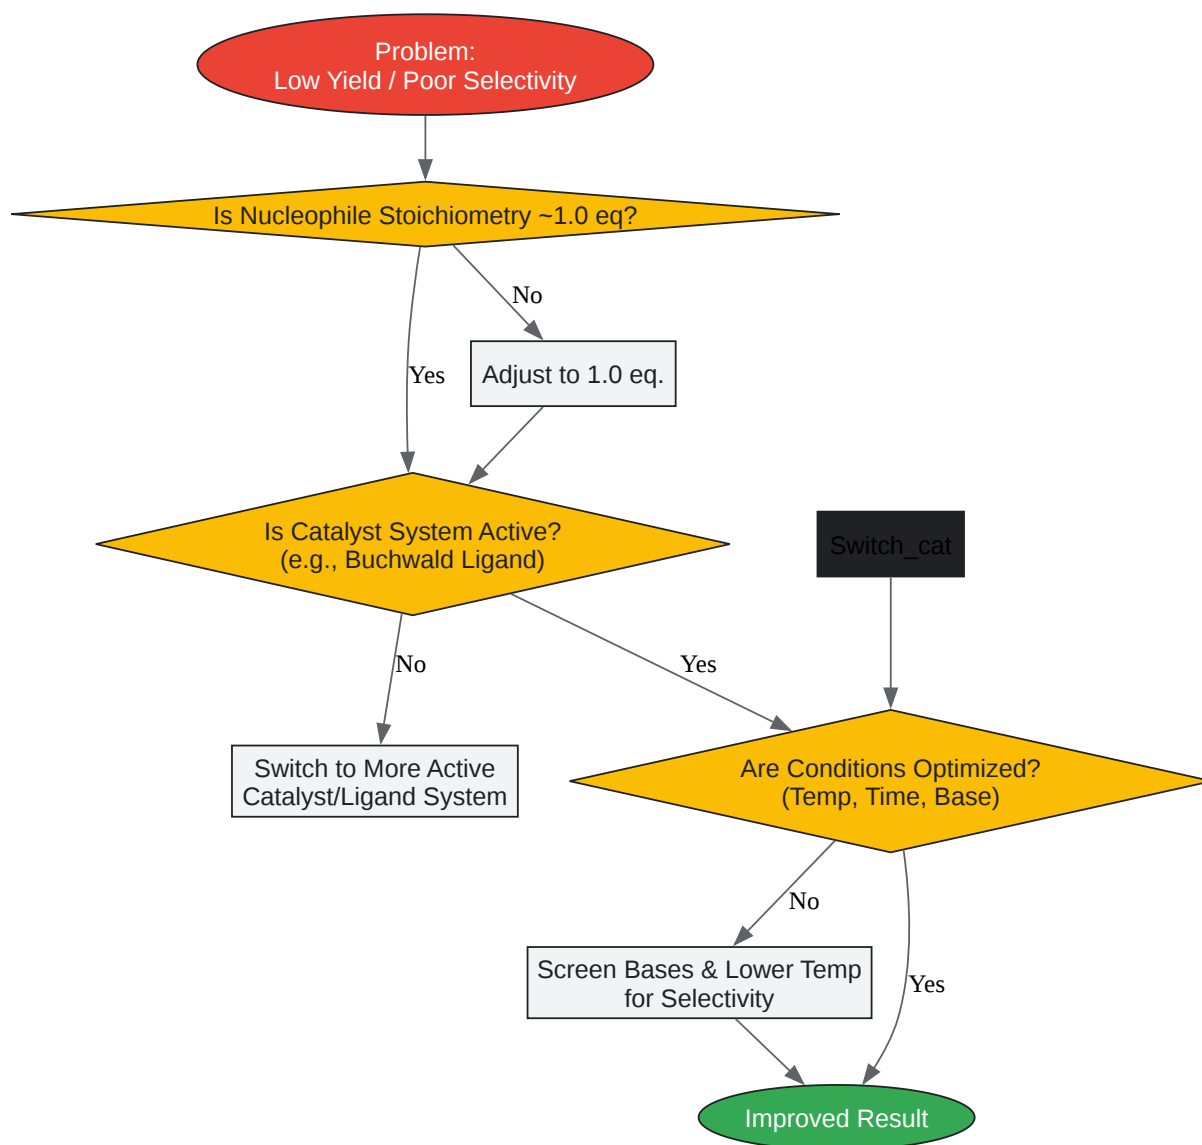 Problem:
Low Yield / Poor Selectivity
Is Nucleophile Stoichiometry ~1.0 eq?
No
Yes
Adjust to 1.0 eq.
Is Catalyst System Active?
(e.g., Buchwald Ligand)
Switch_cat
No
Yes
Switch to More Active
Catalyst/Ligand System
Are Conditions Optimized?
(Temp, Time, Base)
No
Screen Bases & Lower Temp
for Selectivity
Yes
Improved Result